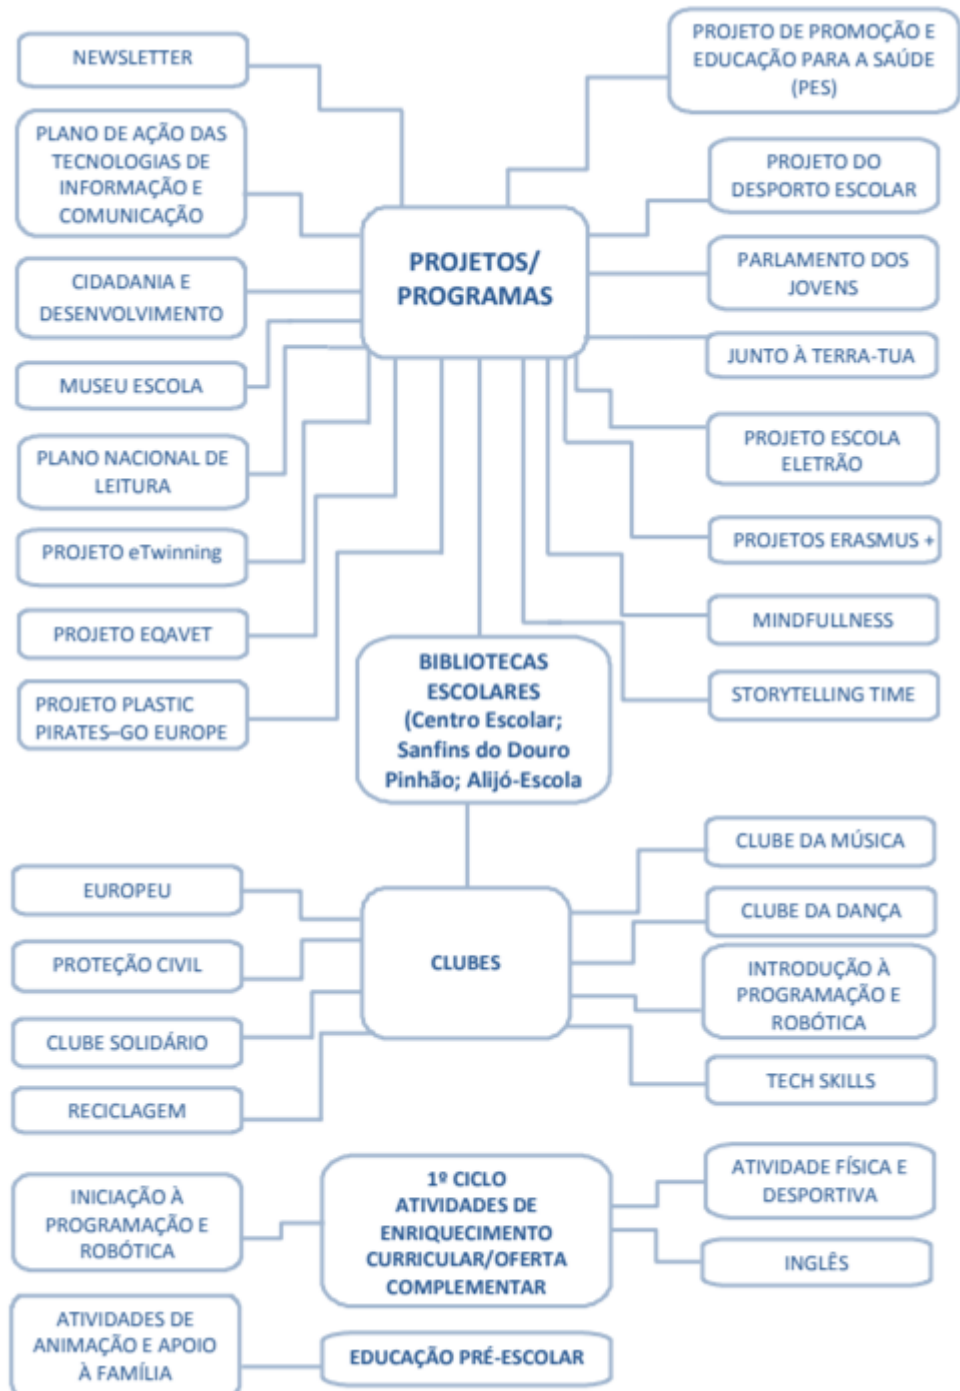 NEWSLETTER
PLANO DE AÇÃO DAS
TECNOLOGIAS DE
INFORMAÇÃO E
COMUNICAÇÃO
CIDADANIA E
DESENVOLVIMENTO
MUSEU ESCOLA
PLANO NACIONAL DE
LEITURA
PROJETO eTwinning
PROJETO EQAVET
PROJETO PLASTIC
PIRATES–GO EUROPE
PROJETOS/
PROGRAMAS
PROJETO DE PROMOÇÃO E
EDUCAÇÃO PARA A SAÚDE
(PES)
PROJETO DO
DESPORTO ESCOLAR
PARLAMENTO DOS
JOVENS
JUNTO À TERRA-TUA
PROJETO ESCOLA
ELETRÃO
PROJETOS ERASMUS +
MINDFULLNESS
STORYTELLING TIME
BIBLIOTECAS
ESCOLARES
(Centro Escolar;
Sanfins do Douro
Pinhão; Alijó-Escola
EUROPEU
PROTEÇÃO CIVIL
CLUBE SOLIDÁRIO
RECICLAGEM
CLUBES
CLUBE DA MÚSICA
CLUBE DA DANÇA
INTRODUÇÃO À
PROGRAMAÇÃO E
ROBÓTICA
TECH SKILLS
INICIAÇÃO À
PROGRAMAÇÃO E
ROBÓTICA
1º CICLO
ATIVIDADES DE
ENRIQUECIMENTO
CURRICULAR/OFERTA
COMPLEMENTAR
ATIVIDADE FÍSICA E
DESPORTIVA
INGLÊS
ATIVIDADES DE
ANIMAÇÃO E APOIO
À FAMÍLIA
EDUCAÇÃO PRÉ-ESCOLAR